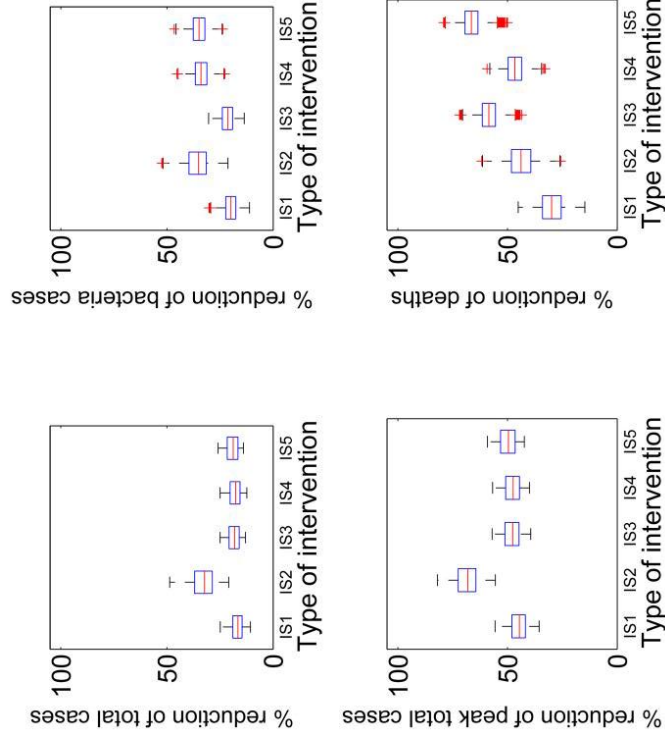 % reduction of total cases
100
50
0
IS1 IS2 IS3 IS4 IS5
Type of intervention
% reduction of bacteria cases
100
50
0
IS1 IS2 IS3 IS4 IS5
Type of intervention
% reduction of peak total cases
100
50
0
IS1 IS2 IS3 IS4 IS5
Type of intervention
% reduction of deaths
100
50
0
IS1 IS2 IS3 IS4 IS5
Type of intervention